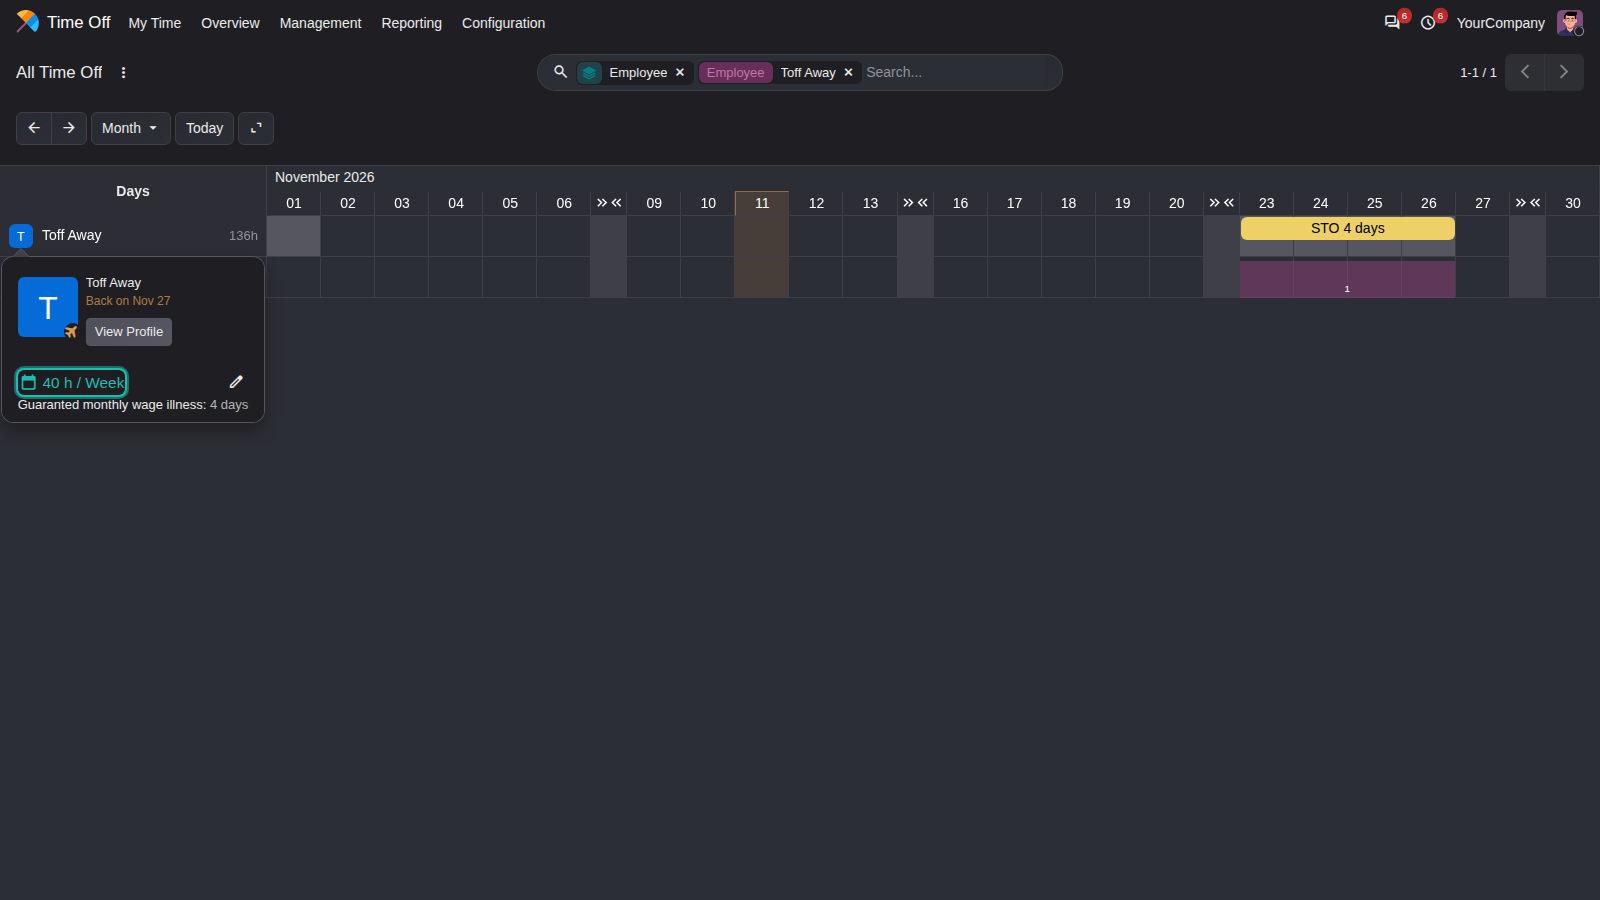 Time Off My Time Overview Management Reporting Configuration 6 6 YourCompany
All Time Off Employee × Employee Toff Away × Search... 1-1 / 1
Month Today
November 2026
Days
01 02 03 04 05 06 09 10 11 12 13 16 17 18 19 20 23 24 25 26 27 30
T Toff Away 136h STO 4 days
1
T
Toff Away
Back on Nov 27
View Profile
40 h / Week
Guaranted monthly wage illness: 4 days